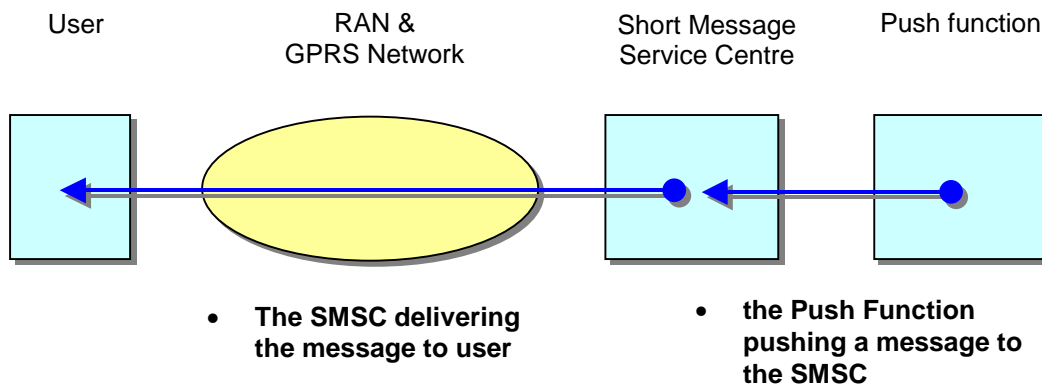 User
RAN &
GPRS Network
Short Message
Service Centre
Push function
• The SMSC delivering
the message to user
• the Push Function
pushing a message to
the SMSC